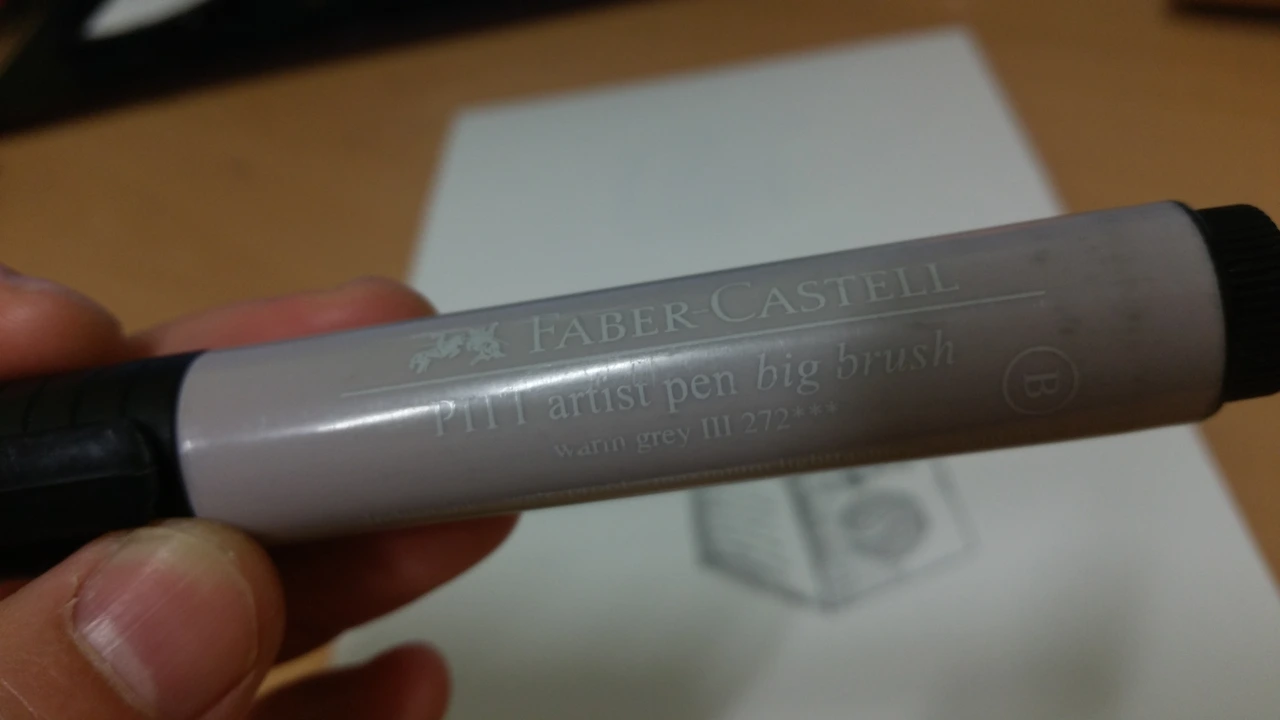 FABER-CASTELL
PITT artist pen big brush
warm grey III 272***
B